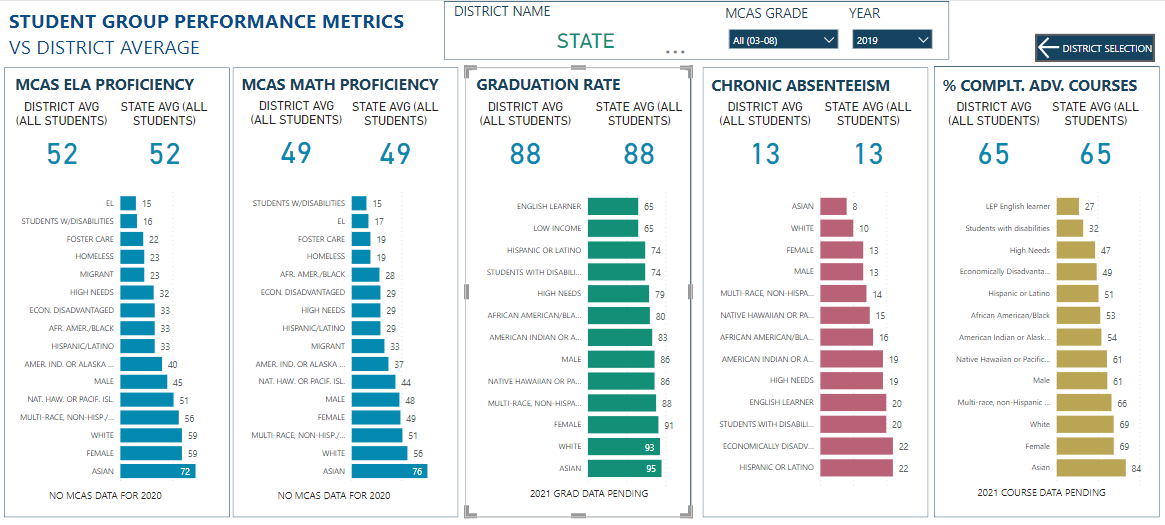 STUDENT GROUP PERFORMANCE METRICS
VS DISTRICT AVERAGE
DISTRICT NAME
STATE
...
MCAS GRADE
All (03-08)
YEAR
2019
DISTRICT SELECTION
MCAS ELA PROFICIENCY
DISTRICT AVG
(ALL STUDENTS)
STATE AVG (ALL
STUDENTS)
52
52
EL 15
STUDENTS W/DISABILITIES 16
FOSTER CARE 22
HOMELESS 23
MIGRANT 23
HIGH NEEDS 32
ECON. DISADVANTAGED 33
AFR. AMER./BLACK 33
HISPANIC/LATINO 33
AMER. IND. OR ALASKA ... 40
MALE 45
NAT. HAW. OR PACIF. ISL. 51
MULTI-RACE, NON-HISP./... 56
WHITE 59
FEMALE 59
ASIAN 72
NO MCAS DATA FOR 2020
MCAS MATH PROFICIENCY
DISTRICT AVG
(ALL STUDENTS)
STATE AVG (ALL
STUDENTS)
49
49
STUDENTS W/DISABILITIES 15
EL 17
FOSTER CARE 19
HOMELESS 19
AFR. AMER./BLACK 28
ECON. DISADVANTAGED 29
HIGH NEEDS 29
HISPANIC/LATINO 29
MIGRANT 33
AMER. IND. OR ALASKA ... 37
NAT. HAW. OR PACIF. ISL. 44
MALE 48
FEMALE 49
MULTI-RACE, NON-HISP./... 51
WHITE 56
ASIAN 76
NO MCAS DATA FOR 2020
GRADUATION RATE
DISTRICT AVG
(ALL STUDENTS)
STATE AVG (ALL
STUDENTS)
88
88
ENGLISH LEARNER 65
LOW INCOME 65
HISPANIC OR LATINO 74
STUDENTS WITH DISABILI... 74
HIGH NEEDS 79
AFRICAN AMERICAN/BLA... 80
AMERICAN INDIAN OR A... 83
MALE 86
NATIVE HAWAIIAN OR PA... 86
MULTI-RACE, NON-HISPA... 88
FEMALE 91
WHITE 93
ASIAN 95
2021 GRAD DATA PENDING
CHRONIC ABSENTEEISM
DISTRICT AVG
(ALL STUDENTS)
STATE AVG (ALL
STUDENTS)
13
13
ASIAN 8
WHITE 10
FEMALE 13
MALE 13
MULTI-RACE, NON-HISPA... 14
NATIVE HAWAIIAN OR PA... 15
AFRICAN AMERICAN/BLA... 16
AMERICAN INDIAN OR A... 19
HIGH NEEDS 19
ENGLISH LEARNER 20
STUDENTS WITH DISABILI... 20
ECONOMICALLY DISADV... 22
HISPANIC OR LATINO 22
% COMPLT. ADV. COURSES
DISTRICT AVG
(ALL STUDENTS)
STATE AVG (ALL
STUDENTS)
65
65
LEP English learner 27
Students with disabilities 32
High Needs 47
Economically Disadvanta... 49
Hispanic or Latino 51
African American/Black 53
American Indian or Alask... 54
Native Hawaiian or Pacific... 61
Male 61
Multi-race, non-Hispanic ... 66
White 69
Female 69
Asian 84
2021 COURSE DATA PENDING